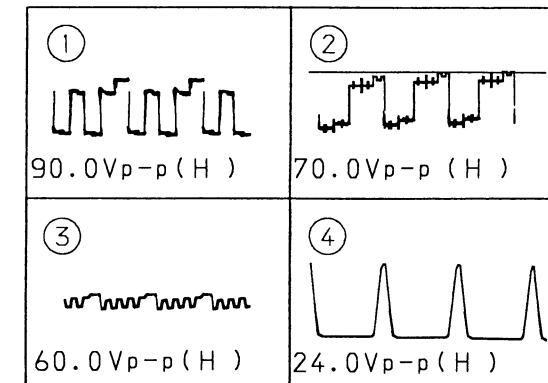 1
2
90.0Vp-p(H )
70.0Vp-p (H )
3
4
60.0Vp-p(H )
24.0Vp-p(H )